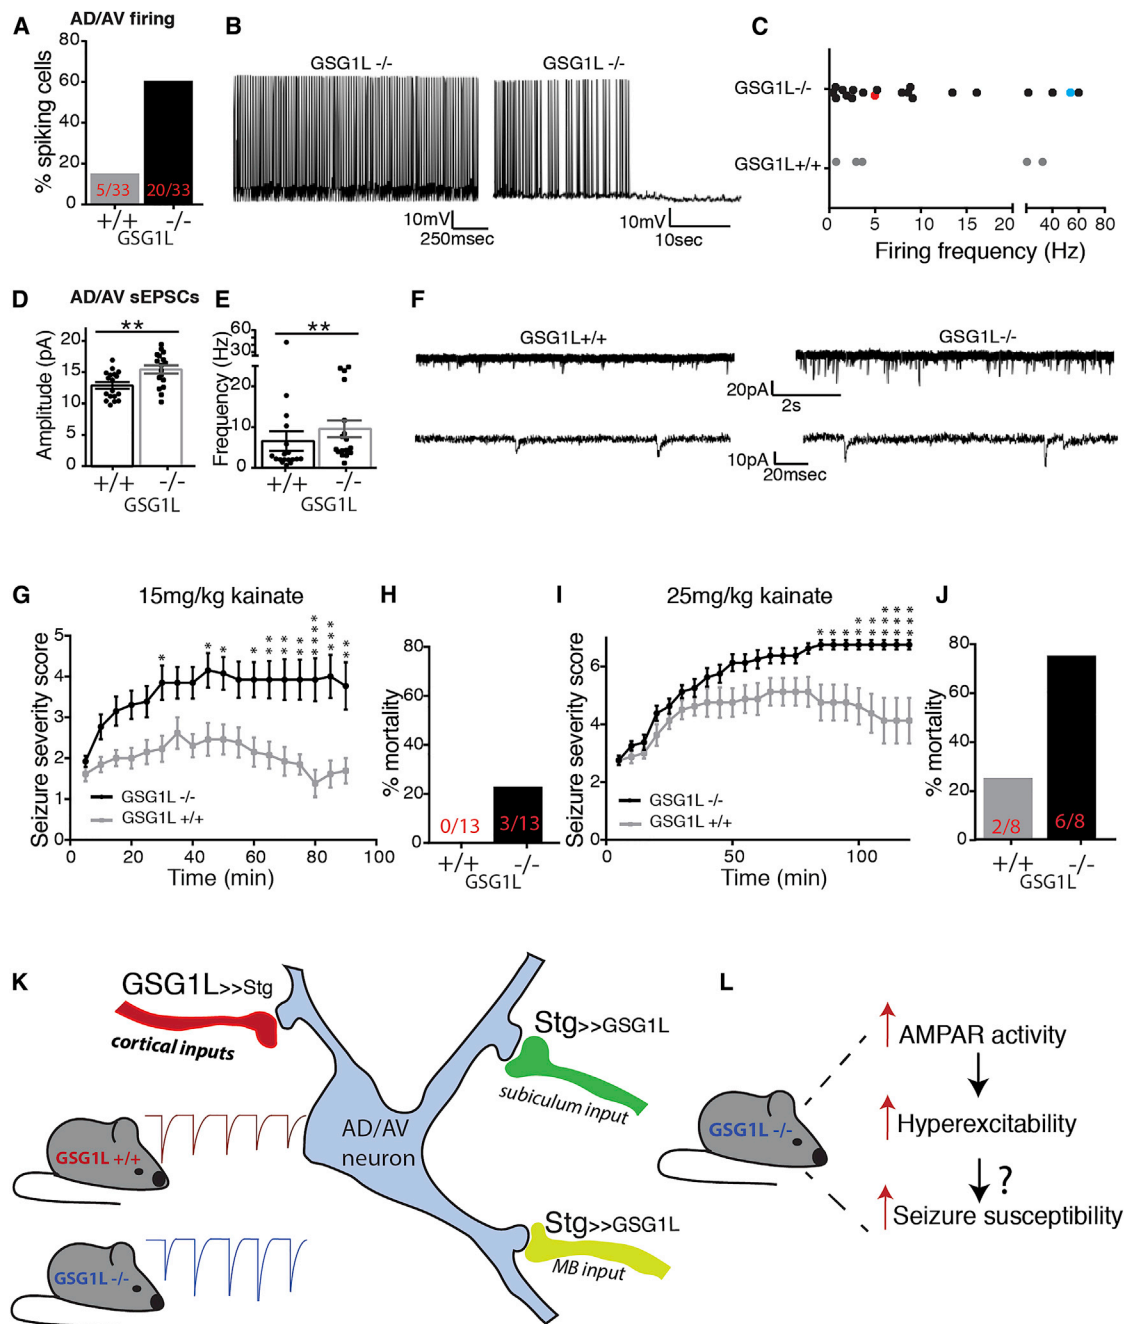 A
AD/AV firing
% spiking cells
80
60
40
20
0
5/33
20/33
+/+
-/-
GSG1L
B
GSG1L -/-
GSG1L -/-
10mV
250msec
10mV
10sec
C
GSG1L-/-
GSG1L+/+
0
5
10
15
20
40
60
80
Firing frequency (Hz)
D
AD/AV sEPSCs
**
Amplitude (pA)
20
15
10
5
0
+/+
-/-
GSG1L
E
**
Frequency (Hz)
60
30
20
10
0
+/+
-/-
GSG1L
F
GSG1L+/+
GSG1L-/-
20pA
2s
10pA
20msec
G
15mg/kg kainate
Seizure severity score
5
4
3
2
1
0
* * * * ** ** ** **** *** **
GSG1L -/-
GSG1L +/+
0
20
40
60
80
100
Time (min)
H
% mortality
80
60
40
20
0
0/13
3/13
+/+
-/-
GSG1L
I
25mg/kg kainate
Seizure severity score
6
4
2
0
* * * ** ** *** *** ***
GSG1L -/-
GSG1L +/+
0
50
100
Time (min)
J
% mortality
80
60
40
20
0
2/8
6/8
+/+
-/-
GSG1L
K
GSG1L>>Stg
cortical inputs
Stg>>GSG1L
subiculum input
AD/AV
neuron
GSG1L +/+
Stg>>GSG1L
MB input
GSG1L -/-
L
AMPAR activity
GSG1L -/-
Hyperexcitability
?
Seizure susceptibility